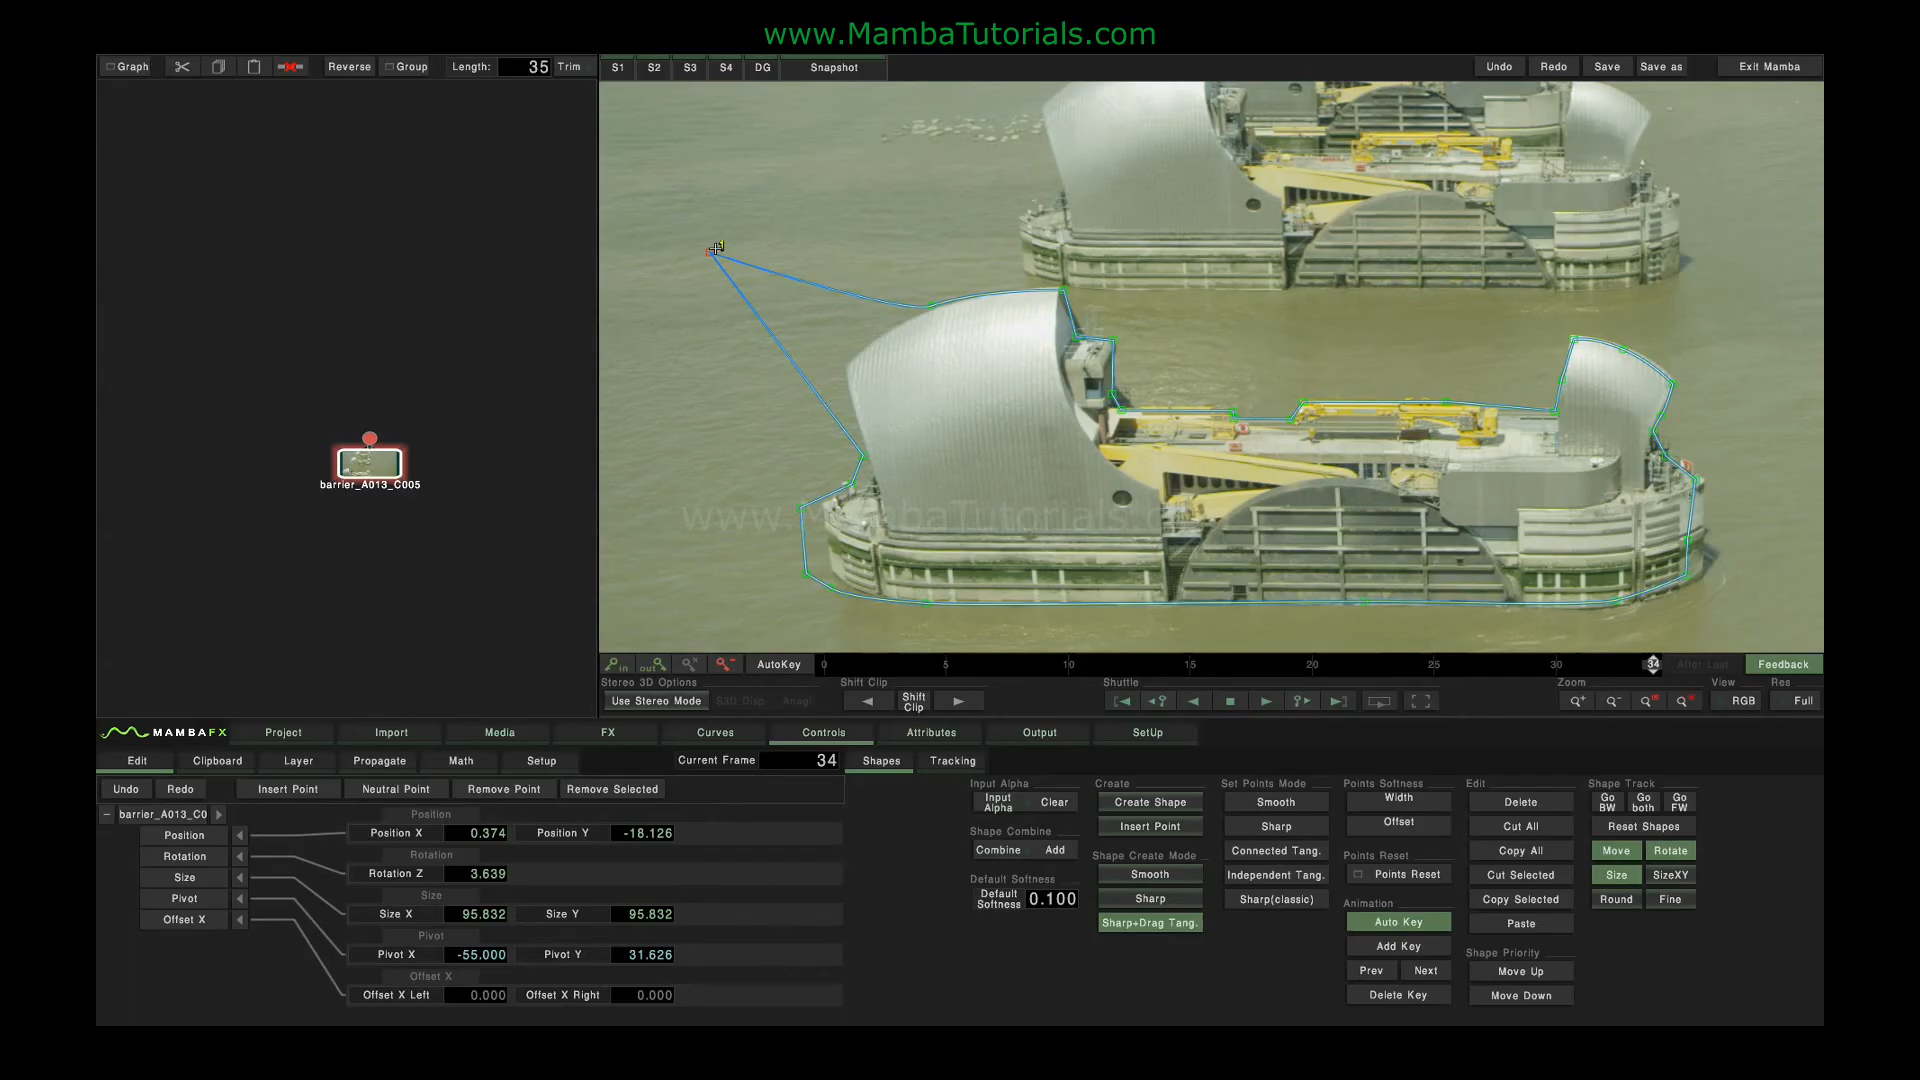 www.MambaTutorials.com
Graph Reverse Group Length: 35 Trim S1 S2 S3 S4 DG Snapshot Undo Redo Save Save as Exit Mamba
barrier_A013_C005
www.MambaTutorials.c
in out AutoKey 0 5 10 15 20 25 30 34 After Last Feedback
Stereo 3D Options Shift Clip Shuttle Zoom View Res
Use Stereo Mode S3D Disp Anagl Shift Clip RGB Full
MAMBAFX Project Import Media FX Curves Controls Attributes Output SetUp
Edit Clipboard Layer Propagate Math Setup Current Frame 34 Shapes Tracking
Undo Redo Insert Point Neutral Point Remove Point Remove Selected
barrier_A013_C0
Position
Rotation
Size
Pivot
Offset X
Position
Position X 0.374 Position Y -18.126
Rotation
Rotation Z 3.639
Size
Size X 95.832 Size Y 95.832
Pivot
Pivot X -55.000 Pivot Y 31.626
Offset X
Offset X Left 0.000 Offset X Right 0.000
Input Alpha
Input Alpha Clear
Shape Combine
Combine Add
Default Softness
Default Softness 0.100
Create
Create Shape
Insert Point
Shape Create Mode
Smooth
Sharp
Sharp+Drag Tang.
Set Points Mode
Smooth
Sharp
Connected Tang.
Independent Tang.
Sharp(classic)
Points Softness
Width
Offset
Points Reset
Points Reset
Animation
Auto Key
Add Key
Prev Next
Delete Key
Edit
Delete
Cut All
Copy All
Cut Selected
Copy Selected
Paste
Shape Priority
Move Up
Move Down
Shape Track
Go BW Go both Go FW
Reset Shapes
Move Rotate
Size SizeXY
Round Fine